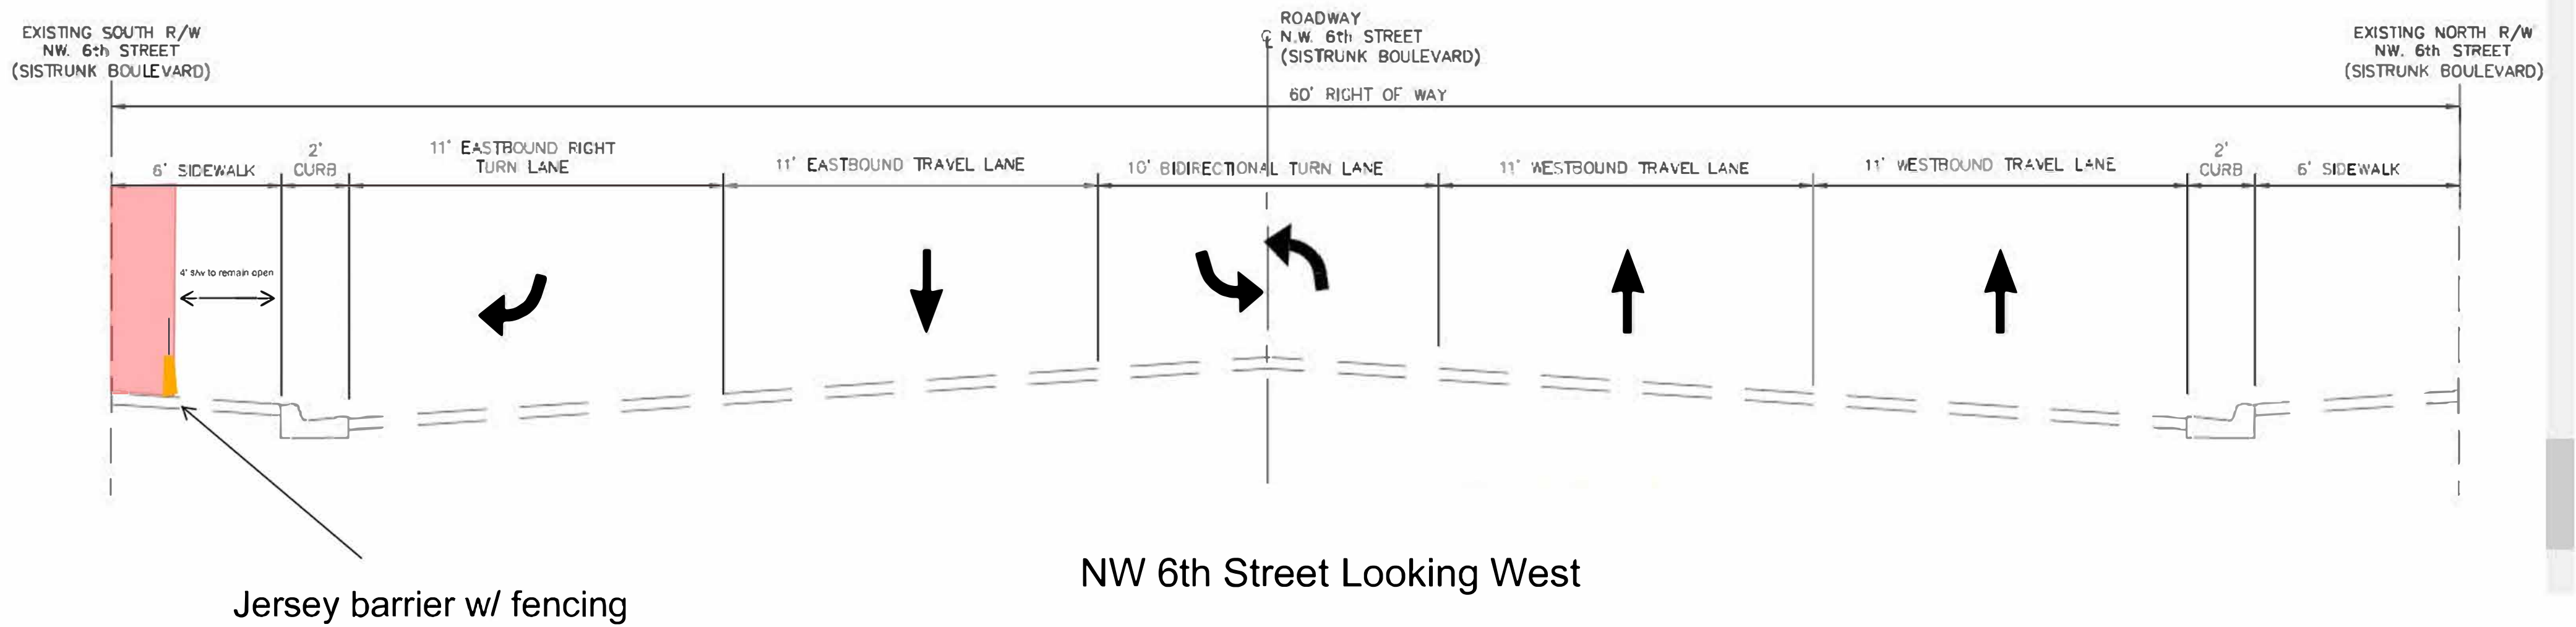 EXISTING SOUTH R/W
NW. 6th STREET
(SISTRUNK BOULEVARD)
ROADWAY
℄ N.W. 6th STREET
(SISTRUNK BOULEVARD)
EXISTING NORTH R/W
NW. 6th STREET
(SISTRUNK BOULEVARD)
60' RIGHT OF WAY
6' SIDEWALK
2'
CURB
11' EASTBOUND RIGHT
TURN LANE
11' EASTBOUND TRAVEL LANE
10' BIDIRECTIONAL TURN LANE
11' WESTBOUND TRAVEL LANE
11' WESTBOUND TRAVEL LANE
2'
CURB
6' SIDEWALK
4' s/w to remain open
Jersey barrier w/ fencing
NW 6th Street Looking West